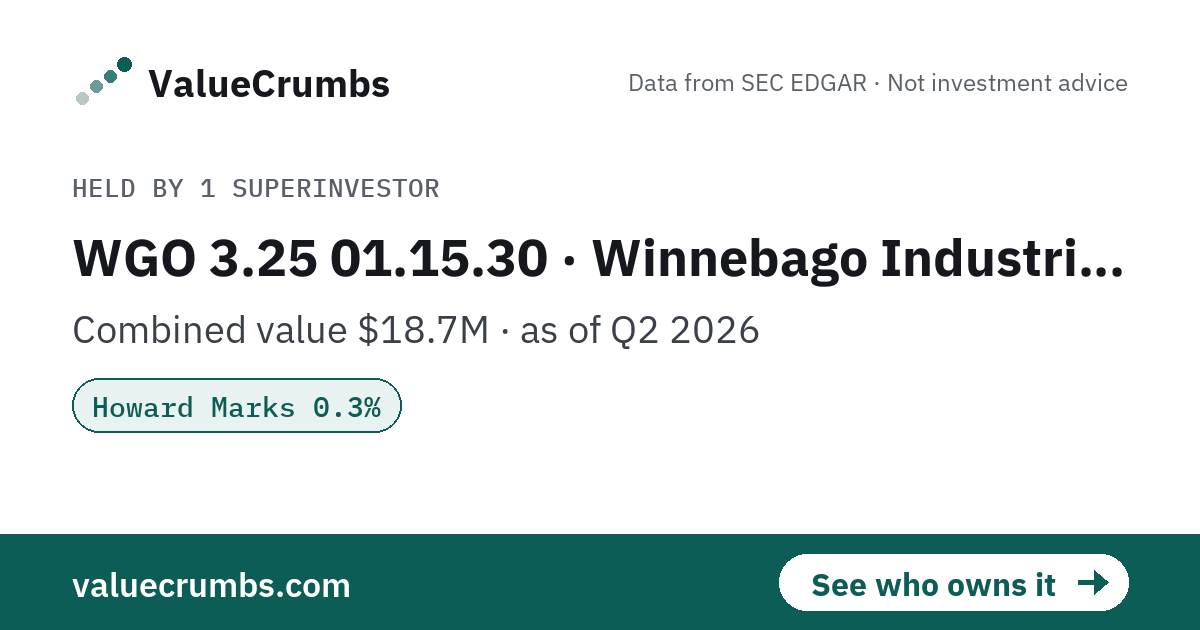 ValueCrumbs
Data from SEC EDGAR · Not investment advice
HELD BY 1 SUPERINVESTOR
WGO 3.25 01.15.30 · Winnebago Industri...
Combined value $18.7M · as of Q2 2026
Howard Marks 0.3%
valuecrumbs.com
See who owns it